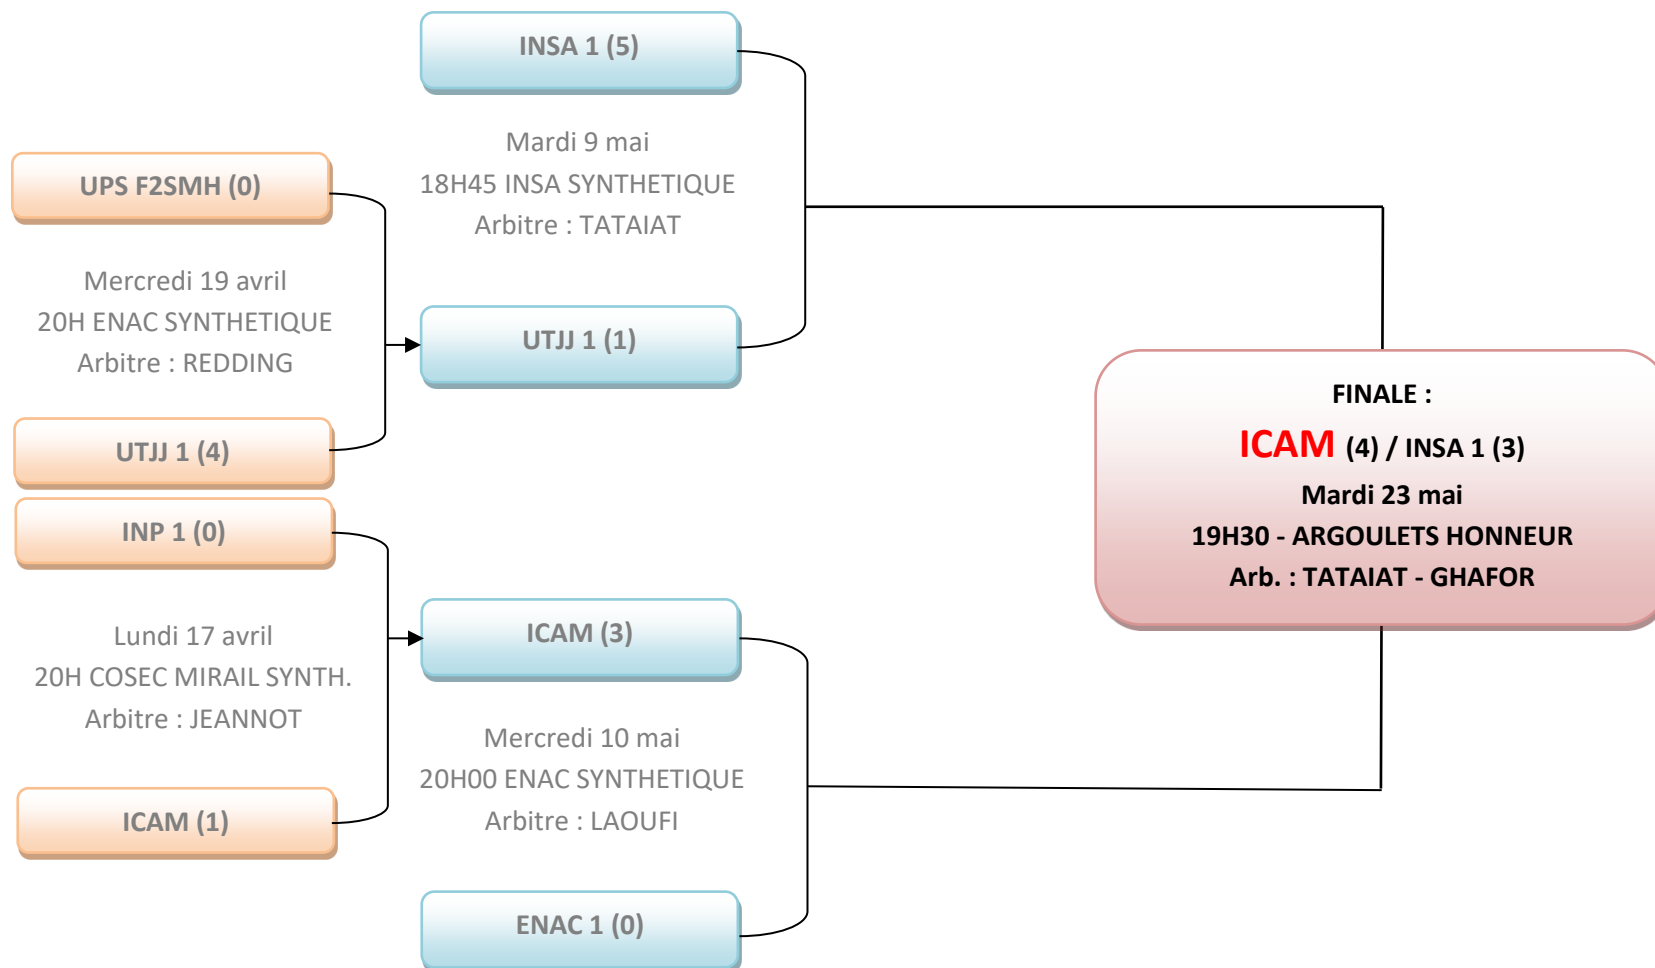 INSA 1 (5)
Mardi 9 mai
18H45 INSA SYNTHETIQUE
Arbitre : TATAIAT
UTJJ 1 (1)
UPS F2SMH (0)
Mercredi 19 avril
20H ENAC SYNTHETIQUE
Arbitre : REDDING
UTJJ 1 (4)
INP 1 (0)
Lundi 17 avril
20H COSEC MIRAIL SYNTH.
Arbitre : JEANNOT
ICAM (1)
ICAM (3)
Mercredi 10 mai
20H00 ENAC SYNTHETIQUE
Arbitre : LAOUFI
ENAC 1 (0)
FINALE :
ICAM (4) / INSA 1 (3)
Mardi 23 mai
19H30 - ARGOULETS HONNEUR
Arb. : TATAIAT - GHAFOR